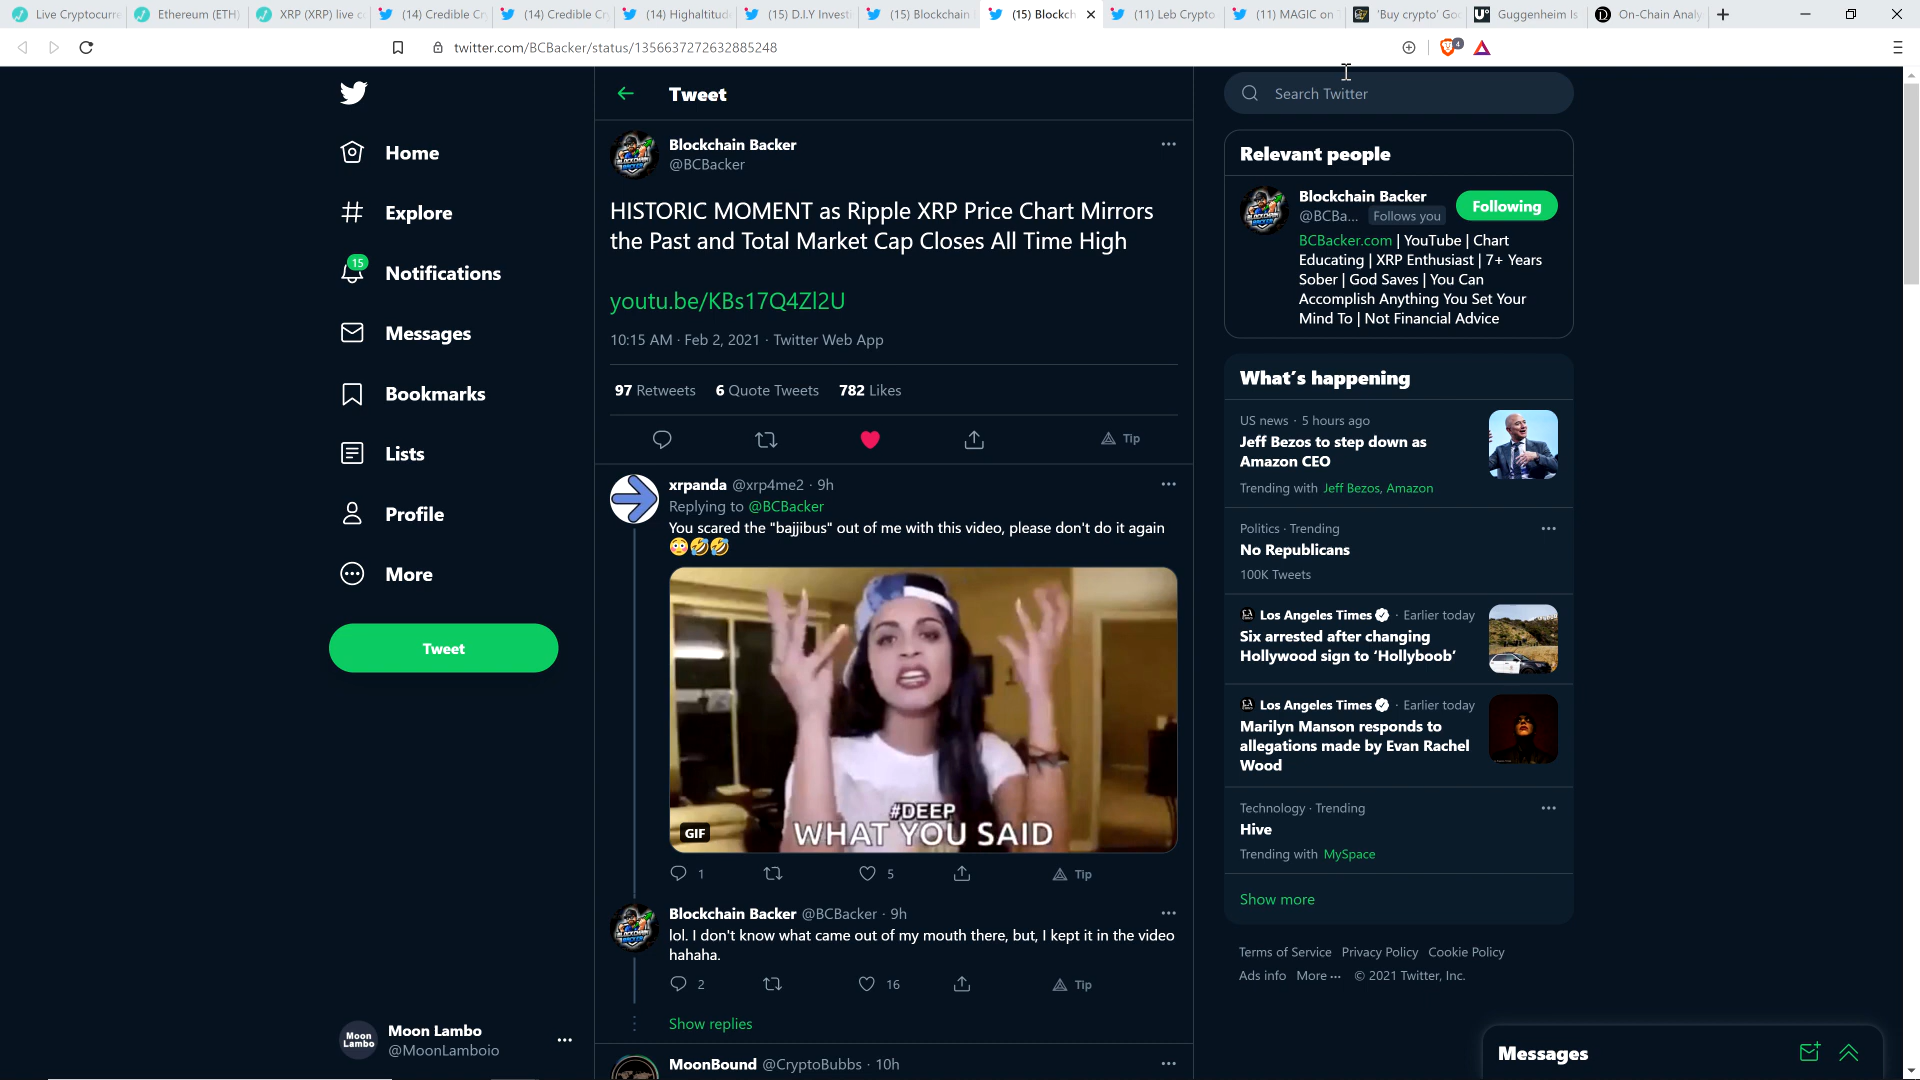 Live Cryptocurre
Ethereum (ETH)
XRP (XRP) live c
(14) Credible Cr
(14) Credible Cr
(14) Highaltitud
(15) D.I.Y Invest
(15) Blockchain
(15) Blockch
(11) Leb Crypto
(11) MAGIC on
'Buy crypto' Goo
Guggenheim Is
On-Chain Analy
twitter.com/BCBacker/status/1356637272632885248
4
Home
Explore
15
Notifications
Messages
Bookmarks
Lists
Profile
More
Tweet
Moon Lambo
Moon Lambo
@MoonLamboio
Tweet
Blockchain Backer
@BCBacker
HISTORIC MOMENT as Ripple XRP Price Chart Mirrors
the Past and Total Market Cap Closes All Time High
youtu.be/KBs17Q4Zl2U
10:15 AM · Feb 2, 2021 · Twitter Web App
97 Retweets 6 Quote Tweets 782 Likes
Tip
xrpanda @xrp4me2 · 9h
Replying to @BCBacker
You scared the "bajjibus" out of me with this video, please don't do it again
😳🤣🤣
#DEEP
WHAT YOU SAID
GIF
1 5 Tip
Blockchain Backer @BCBacker · 9h
lol. I don't know what came out of my mouth there, but, I kept it in the video
hahaha.
2 16 Tip
Show replies
MoonBound @CryptoBubbs · 10h
Search Twitter
Relevant people
Blockchain Backer
@BCBa... Follows you
Following
BCBacker.com | YouTube | Chart
Educating | XRP Enthusiast | 7+ Years
Sober | God Saves | You Can
Accomplish Anything You Set Your
Mind To | Not Financial Advice
What's happening
US news · 5 hours ago
Jeff Bezos to step down as
Amazon CEO
Trending with Jeff Bezos, Amazon
Politics · Trending
No Republicans
100K Tweets
Los Angeles Times · Earlier today
Six arrested after changing
Hollywood sign to ‘Hollyboob’
Los Angeles Times · Earlier today
Marilyn Manson responds to
allegations made by Evan Rachel
Wood
Technology · Trending
Hive
Trending with MySpace
Show more
Terms of Service Privacy Policy Cookie Policy
Ads info More ··· © 2021 Twitter, Inc.
Messages